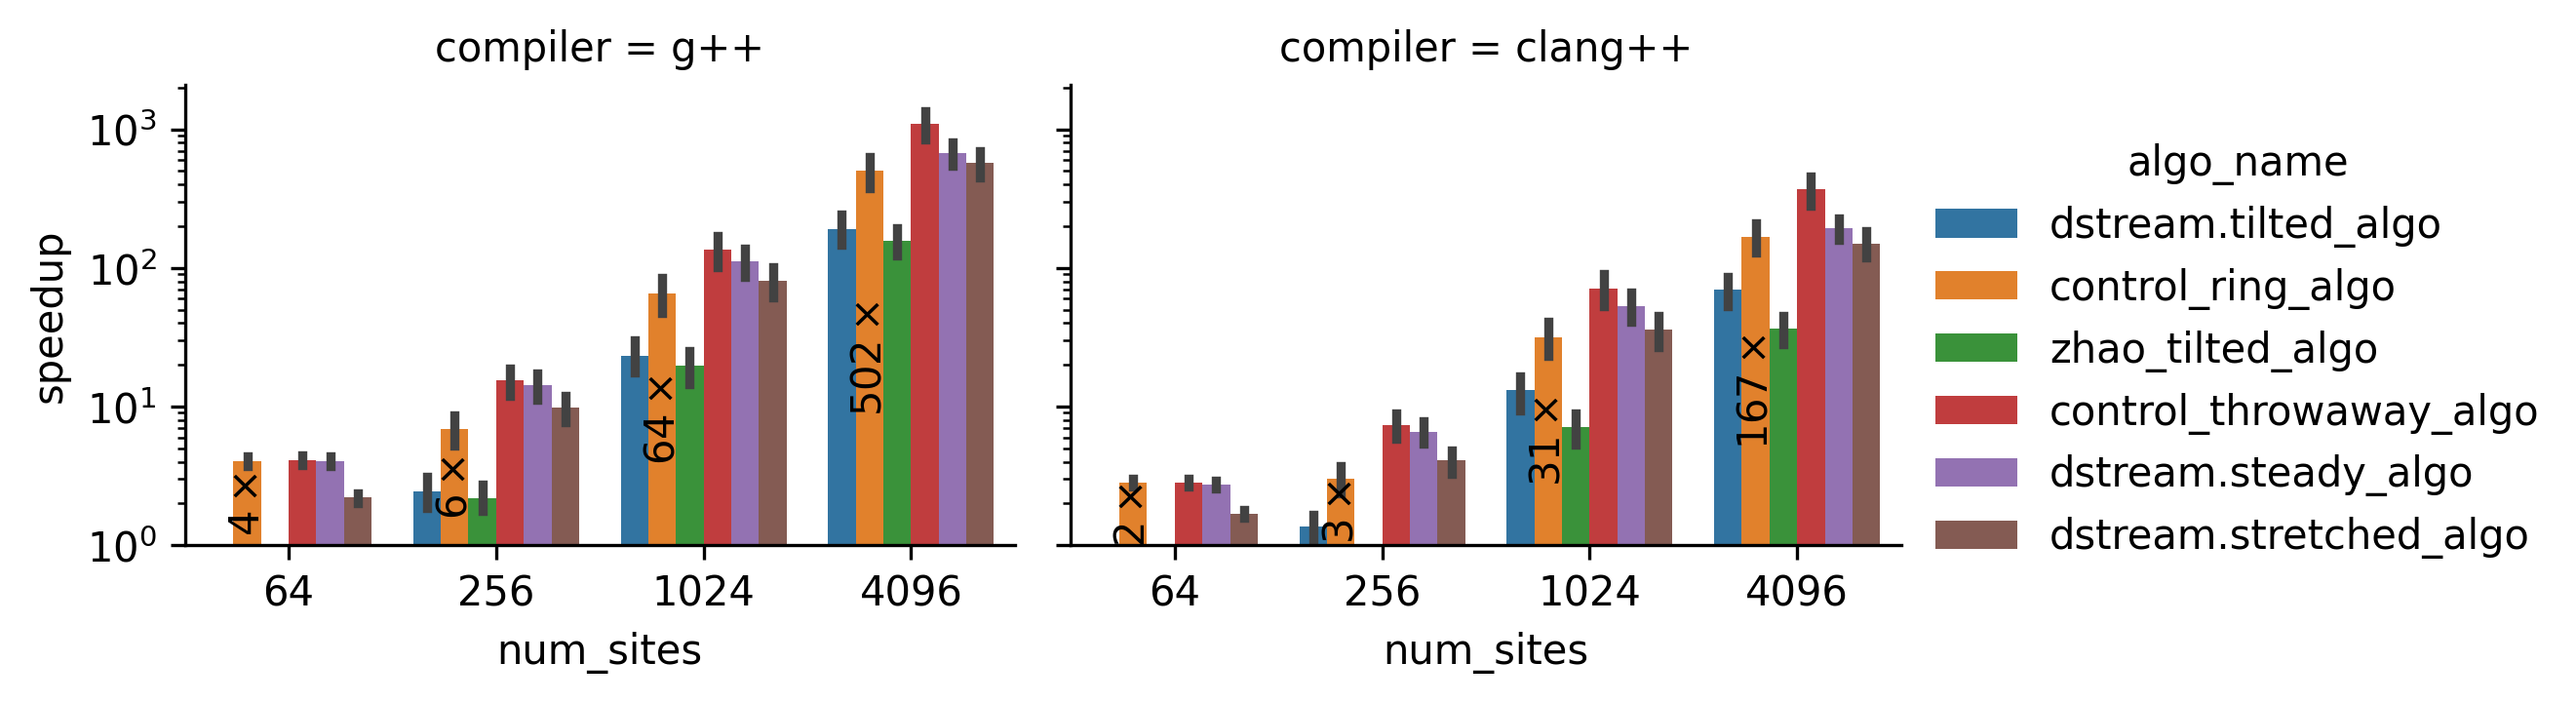 compiler = g++
compiler = clang++
speedup
10³
10²
10¹
10⁰
4 ×
6 ×
64 ×
502 ×
2 ×
3 ×
31 ×
167 ×
64 256 1024 4096
64 256 1024 4096
num_sites
num_sites
algo_name
dstream.tilted_algo
control_ring_algo
zhao_tilted_algo
control_throwaway_algo
dstream.steady_algo
dstream.stretched_algo